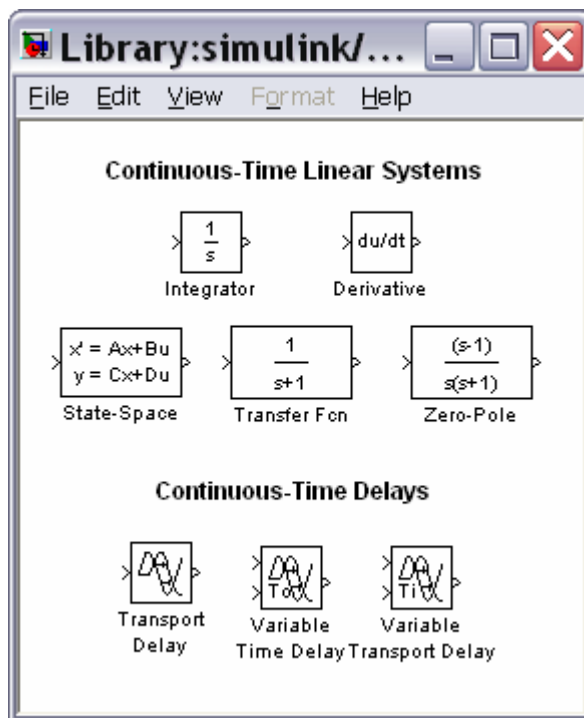 Library:simulink/...
File Edit View Format Help
Continuous-Time Linear Systems
1
s
Integrator
du/dt
Derivative
x' = Ax+Bu
y = Cx+Du
State-Space
1
s+1
Transfer Fcn
(s-1)
s(s+1)
Zero-Pole
Continuous-Time Delays
Transport
Delay
To
Variable
Time Delay
Ti
Variable
Transport Delay